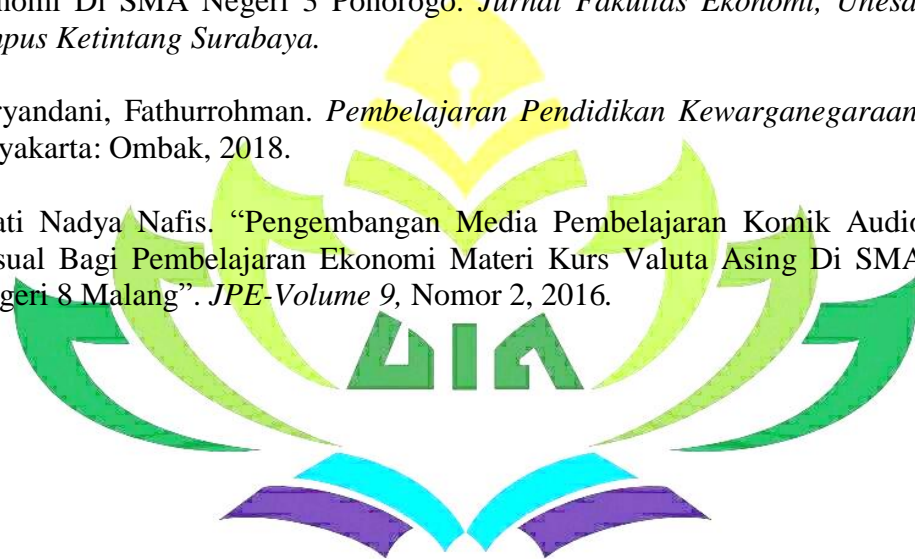 nomi Di SMA Negeri 3 Ponorogo. Jurnal Fakultas Ekonomi, Unesa
mpus Ketintang Surabaya.
ryandani, Fathurrohman. Pembelajaran Pendidikan Kewarganegaraan
yakarta: Ombak, 2018.
ati Nadya Nafis. “Pengembangan Media Pembelajaran Komik Audio
sual Bagi Pembelajaran Ekonomi Materi Kurs Valuta Asing Di SMA
geri 8 Malang”. JPE-Volume 9, Nomor 2, 2016.
UIN